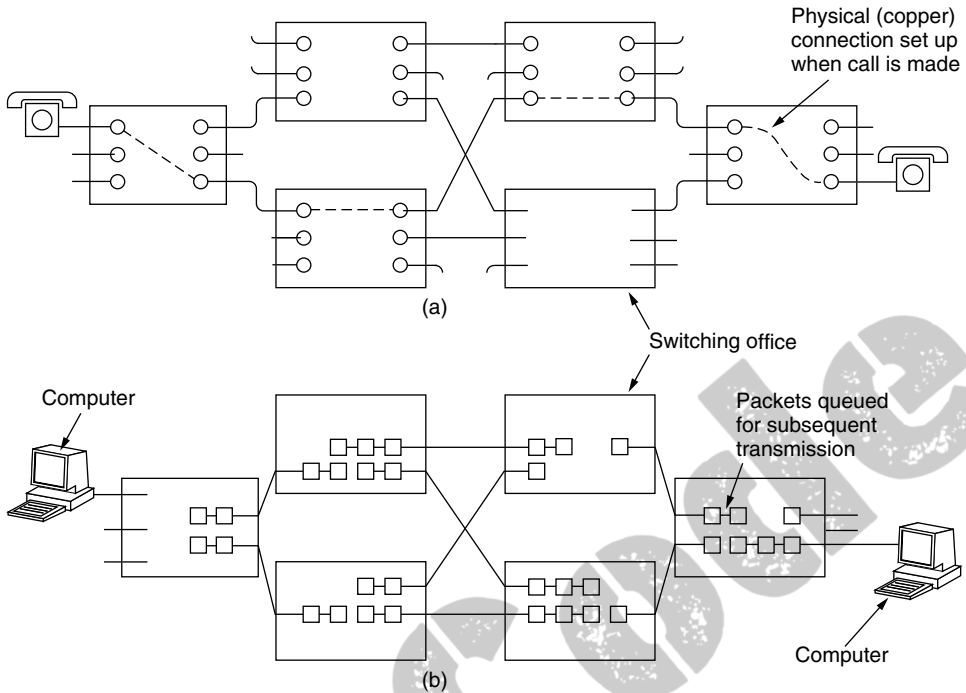 Physical (copper)
connection set up
when call is made
(a)
Switching office
Computer
Packets queued
for subsequent
transmission
Computer
(b)